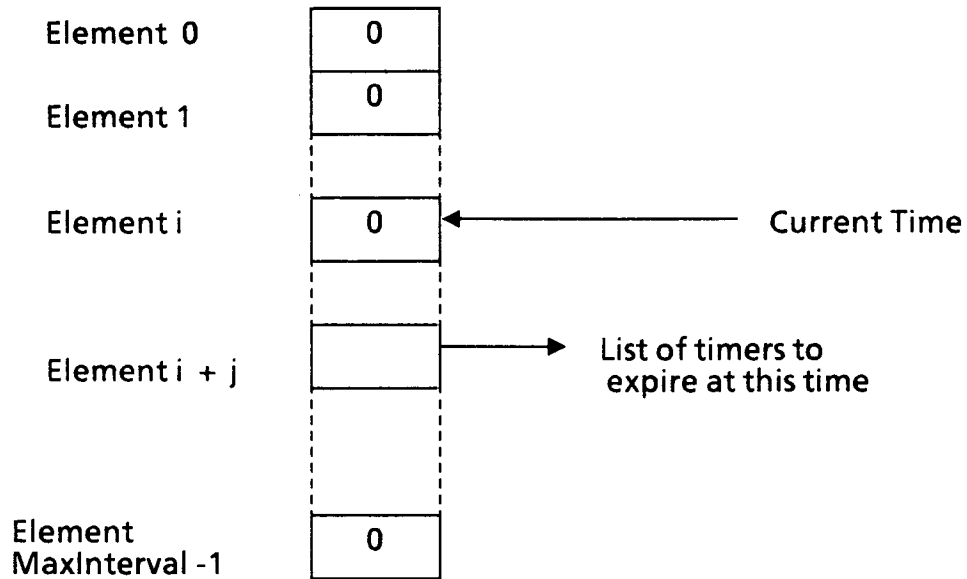 Element 0 0
Element 1 0
Element i 0 Current Time
Element i + j List of timers to
expire at this time
Element
MaxInterval -1 0